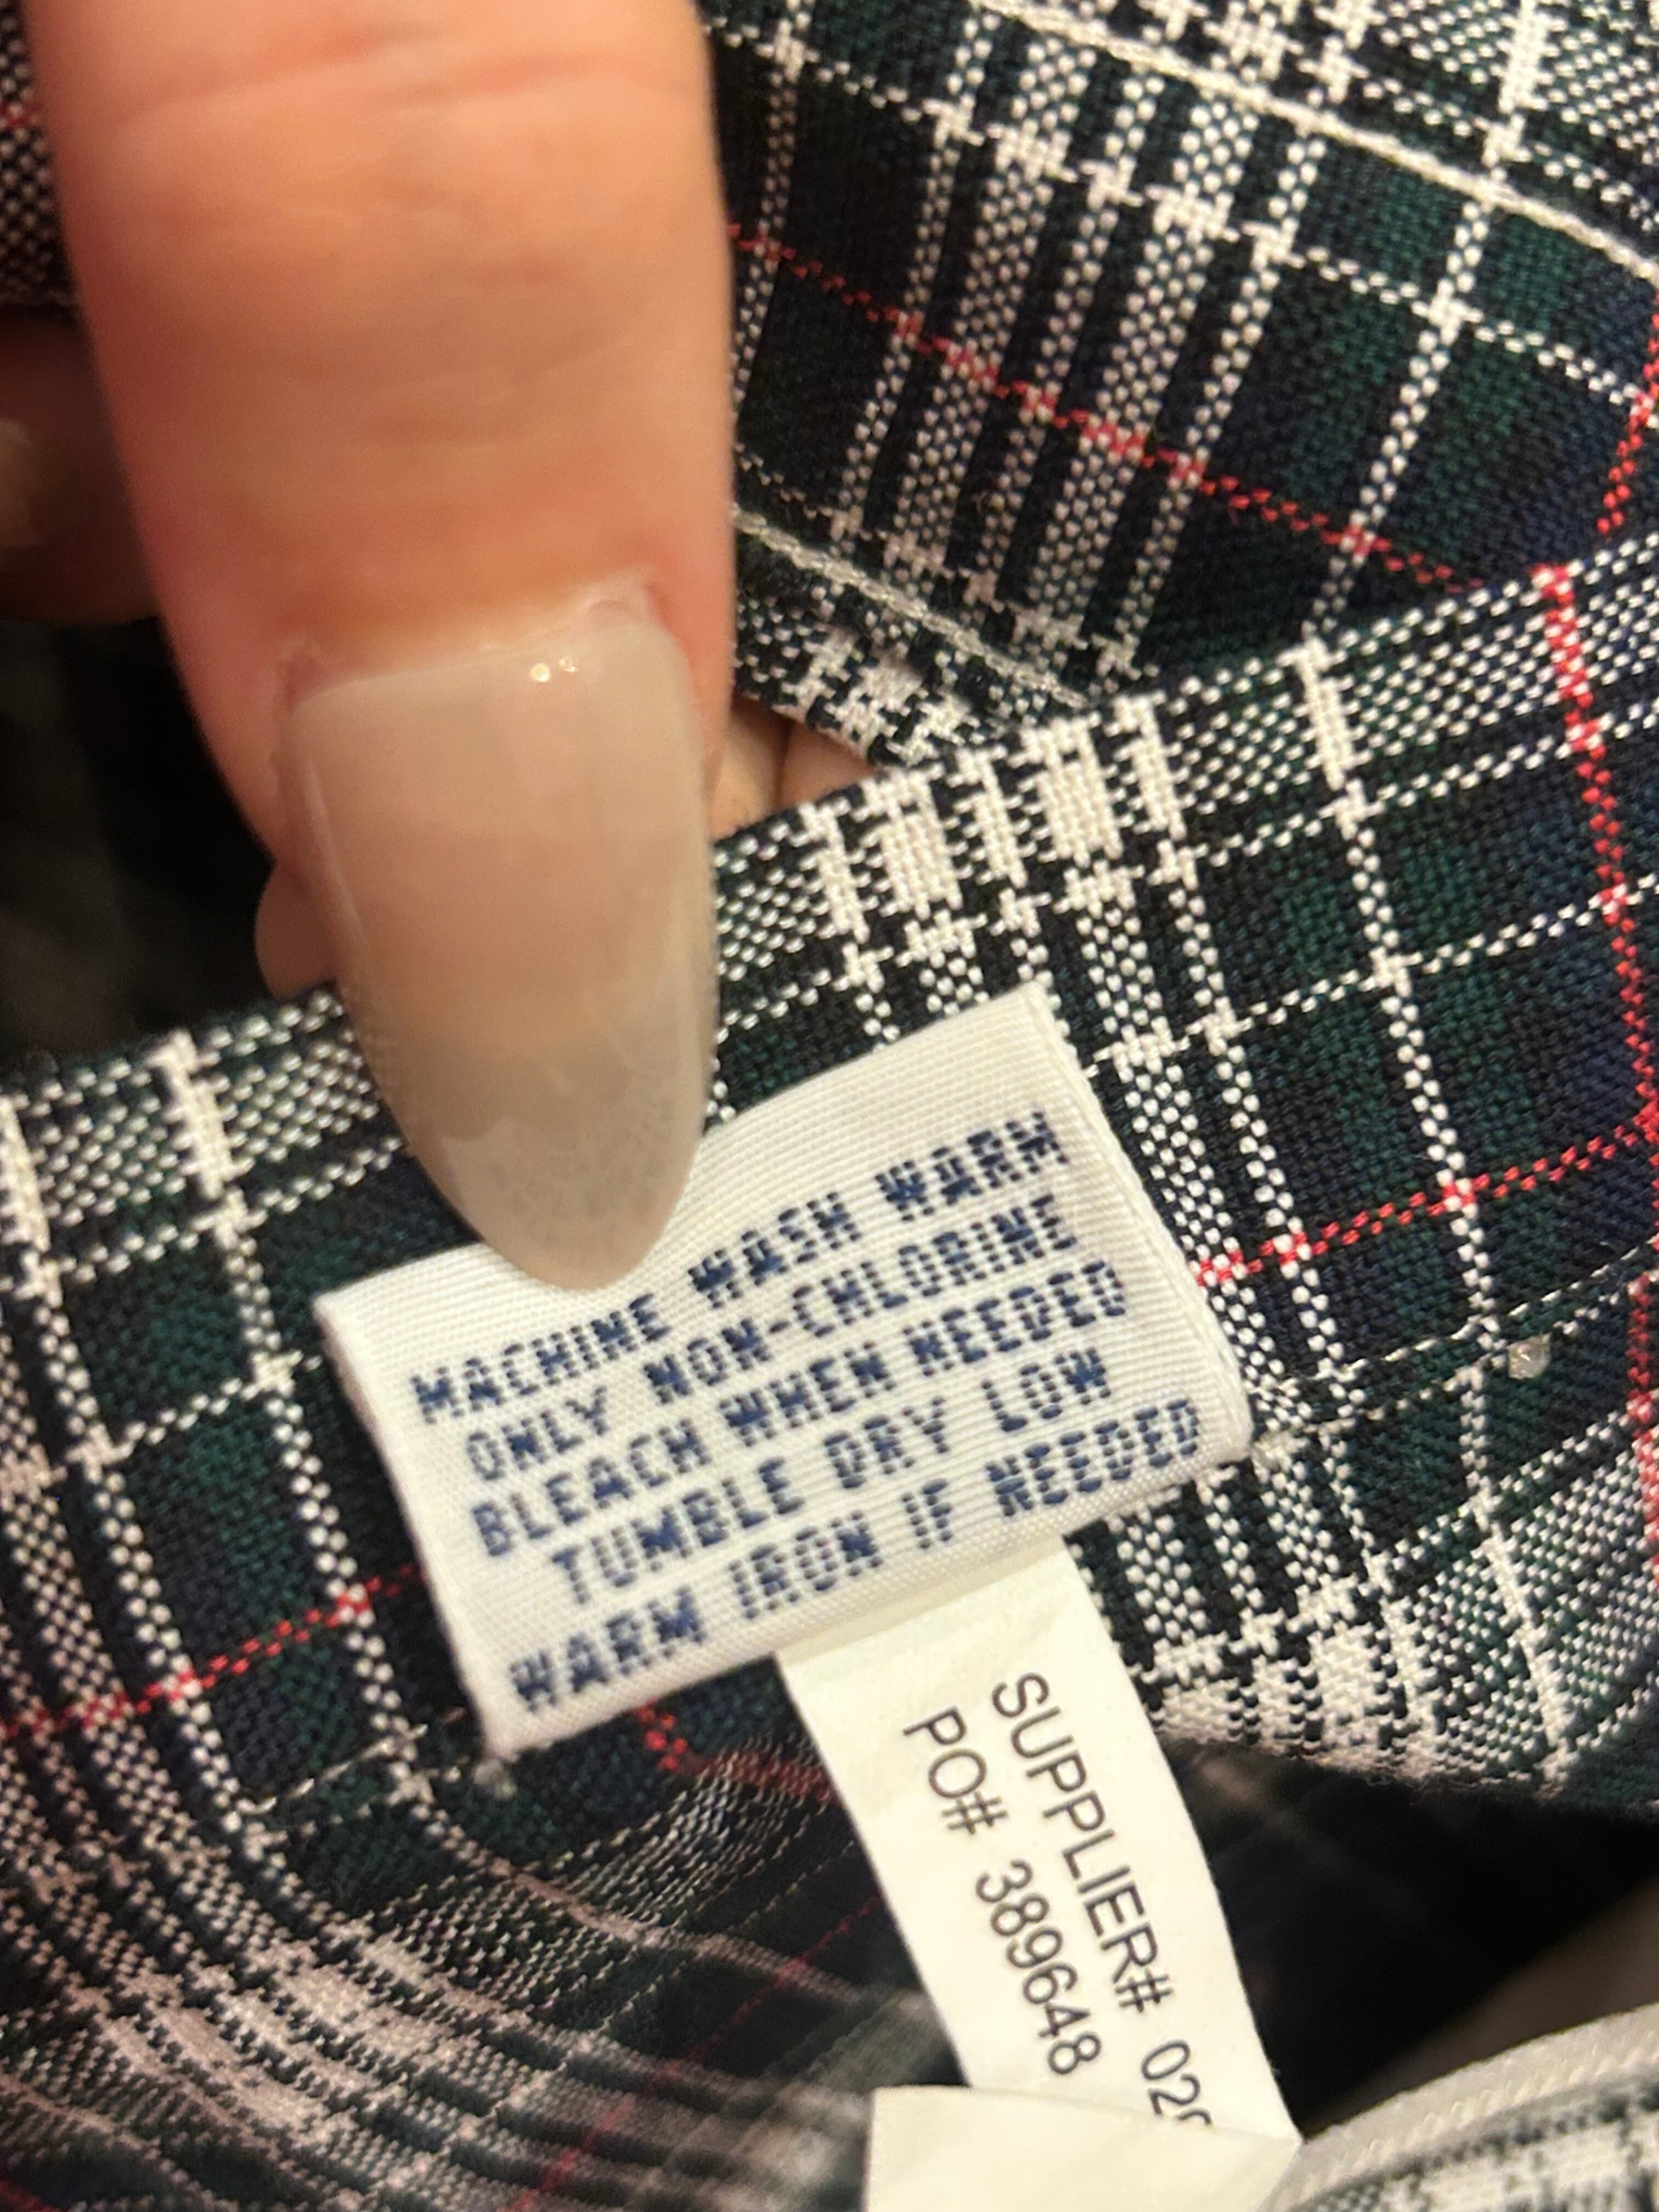 MACHINE WASH WARM
ONLY NON-CHLORINE
BLEACH WHEN NEEDED
TUMBLE DRY LOW
WARM IRON IF NEEDED
SUPPLIER#
PO# 389648